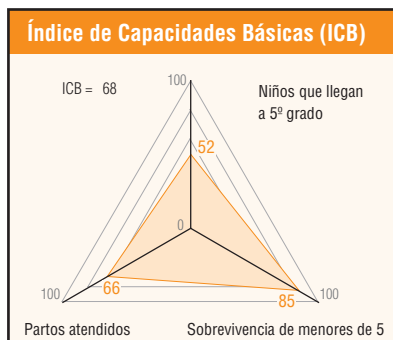 Índice de Capacidades Básicas (ICB)
100
ICB = 68
Niños que llegan
a 5º grado
52
0
100
66
85
100
Partos atendidos
Sobrevivencia de menores de 5